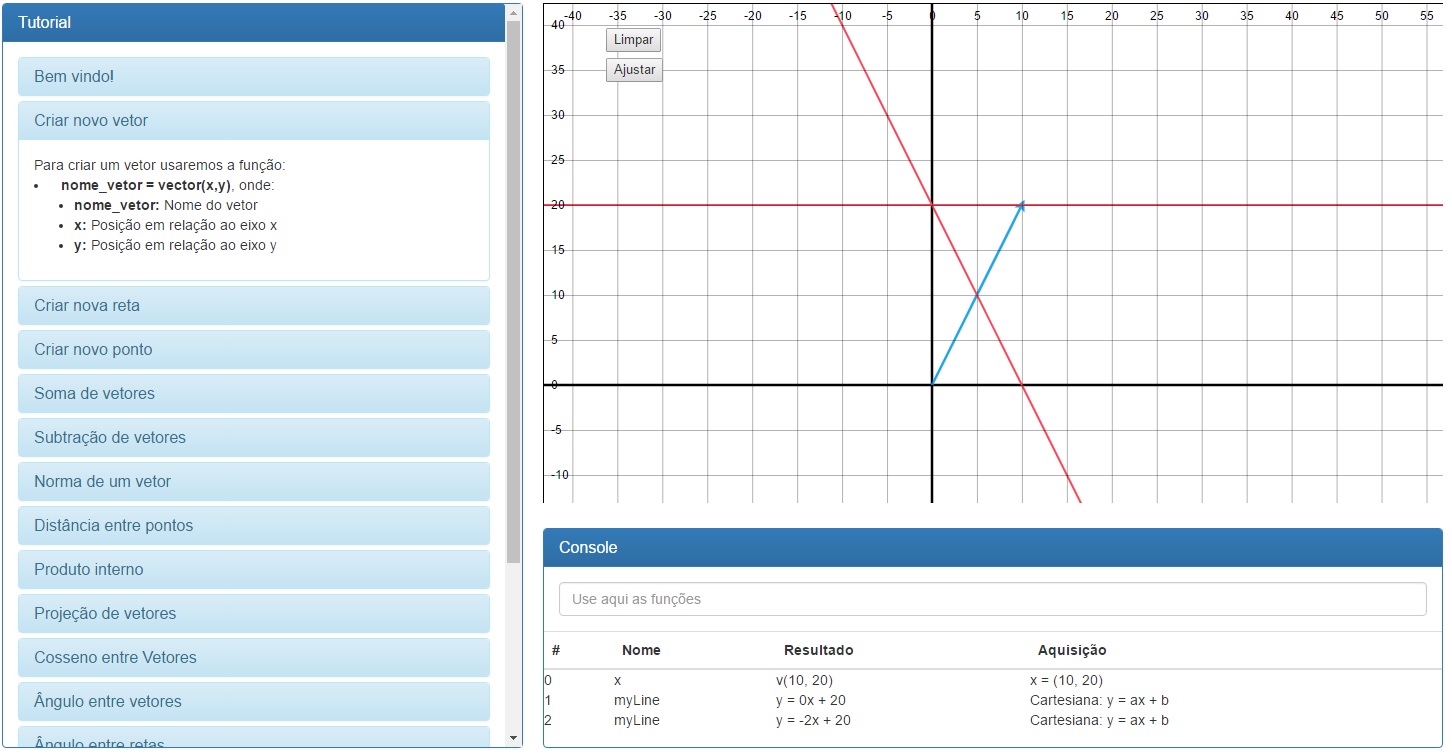 Tutorial
Bem vindo!
Criar novo vetor
Para criar um vetor usaremos a função:
• nome_vetor = vector(x,y), onde:
• nome_vetor: Nome do vetor
• x: Posição em relação ao eixo x
• y: Posição em relação ao eixo y
Criar nova reta
Criar novo ponto
Soma de vetores
Subtração de vetores
Norma de um vetor
Distância entre pontos
Produto interno
Projeção de vetores
Cosseno entre Vetores
Ângulo entre vetores
Ângulo entre retas
-40 -35 -30 -25 -20 -15 -10 -5 0 5 10 15 20 25 30 35 40 45 50 55
40
Limpar
35
Ajustar
30
25
20
15
10
5
0
-5
-10
Console
Use aqui as funções
# Nome Resultado Aquisição
0 x v(10, 20) x = (10, 20)
1 myLine y = 0x + 20 Cartesiana: y = ax + b
2 myLine y = -2x + 20 Cartesiana: y = ax + b